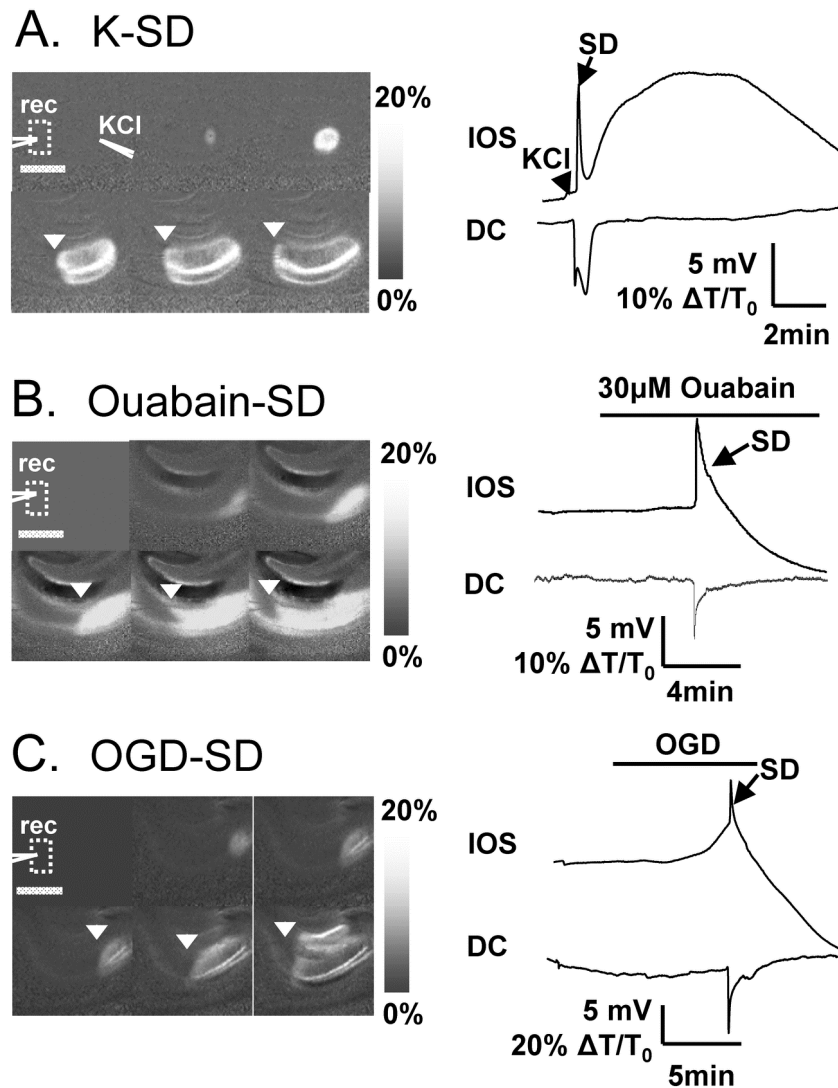 A. K-SD
rec
KCl
20%
0%
SD
IOS
KCl
DC
5 mV
10% ΔT/T₀
2min
B. Ouabain-SD
rec
20%
0%
30µM Ouabain
SD
IOS
DC
5 mV
10% ΔT/T₀
4min
C. OGD-SD
rec
20%
0%
OGD
SD
IOS
DC
5 mV
20% ΔT/T₀
5min